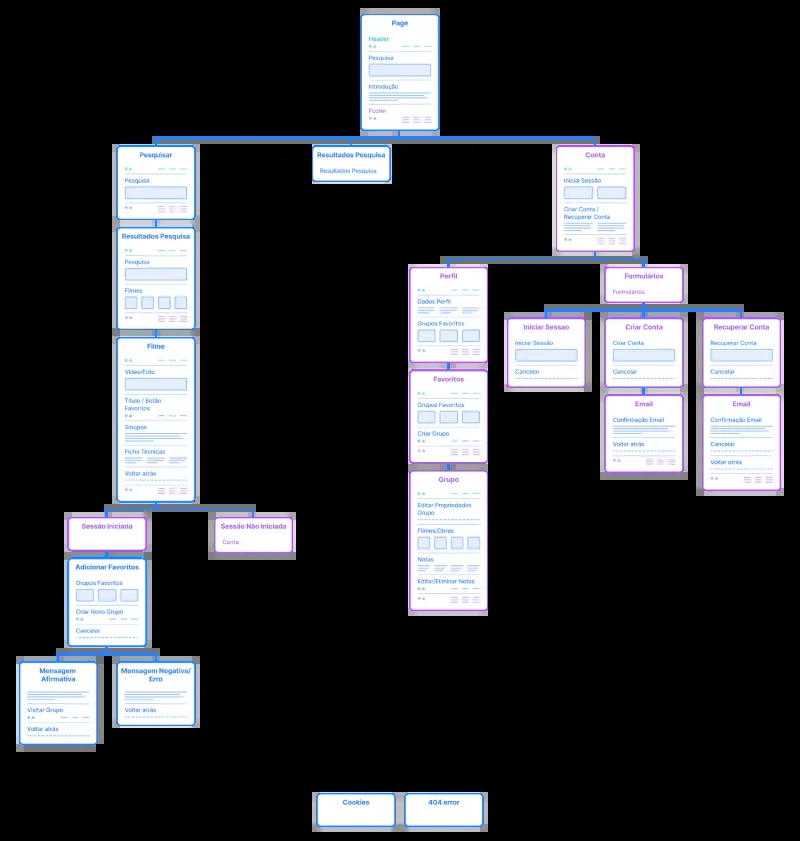 Page
Header
Pesquisa
Introdução
Footer
Pesquisar
Pesquisa
Resultados Pesquisa
Resultados Pesquisa
Conta
Iniciar Sessão
Criar Conta /
Recuperar Conta
Resultados Pesquisa
Pesquisa
Filmes
Perfil
Dados Perfil
Grupos Favoritos
Formulários
Formulários
Filme
Vídeo/Foto
Título / Botão
Favoritos
Sinopse
Ficha Técnicas
Voltar atrás
Iniciar Sessao
Iniciar Sessão
Cancelar
Criar Conta
Criar Conta
Cancelar
Recuperar Conta
Recuperar Conta
Cancelar
Favoritos
Grupos Favoritos
Criar Grupo
Email
Confirmação Email
Voltar atrás
Email
Confirmação Email
Cancelar
Voltar atrás
Grupo
Editar Propriedades
Grupo
Filmes/Obras
Notas
Editar/Eliminar Notas
Sessão Iniciada
Sessão Não Iniciada
Conta
Adicionar Favoritos
Grupos Favoritos
Criar Novo Grupo
Cancelar
Mensagem
Afirmativa
Visitar Grupo
Voltar atrás
Mensagem Negativa/
Erro
Voltar atrás
Cookies
404 error